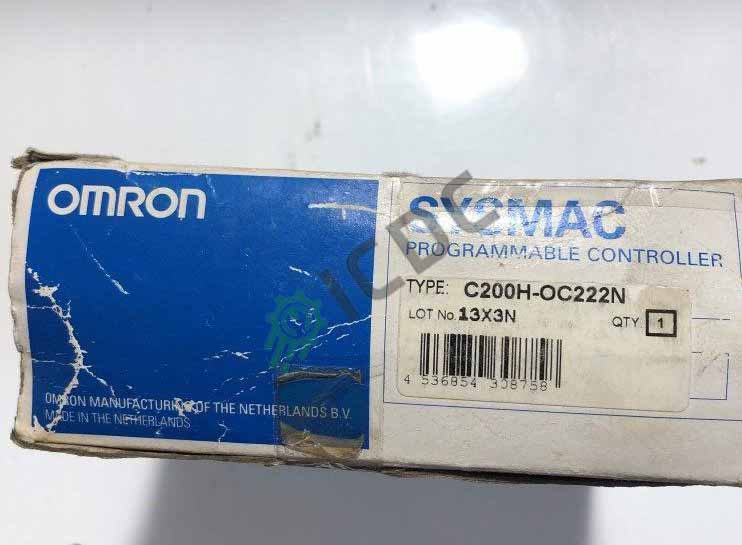 OMRON
OMRON MANUFACTURING OF THE NETHERLANDS B.V.
MADE IN THE NETHERLANDS
SYSMAC
PROGRAMMABLE CONTROLLER
TYPE: C200H-OC222N
LOT No. 13X3N
QTY. 1
4 536854 308758
iCDC